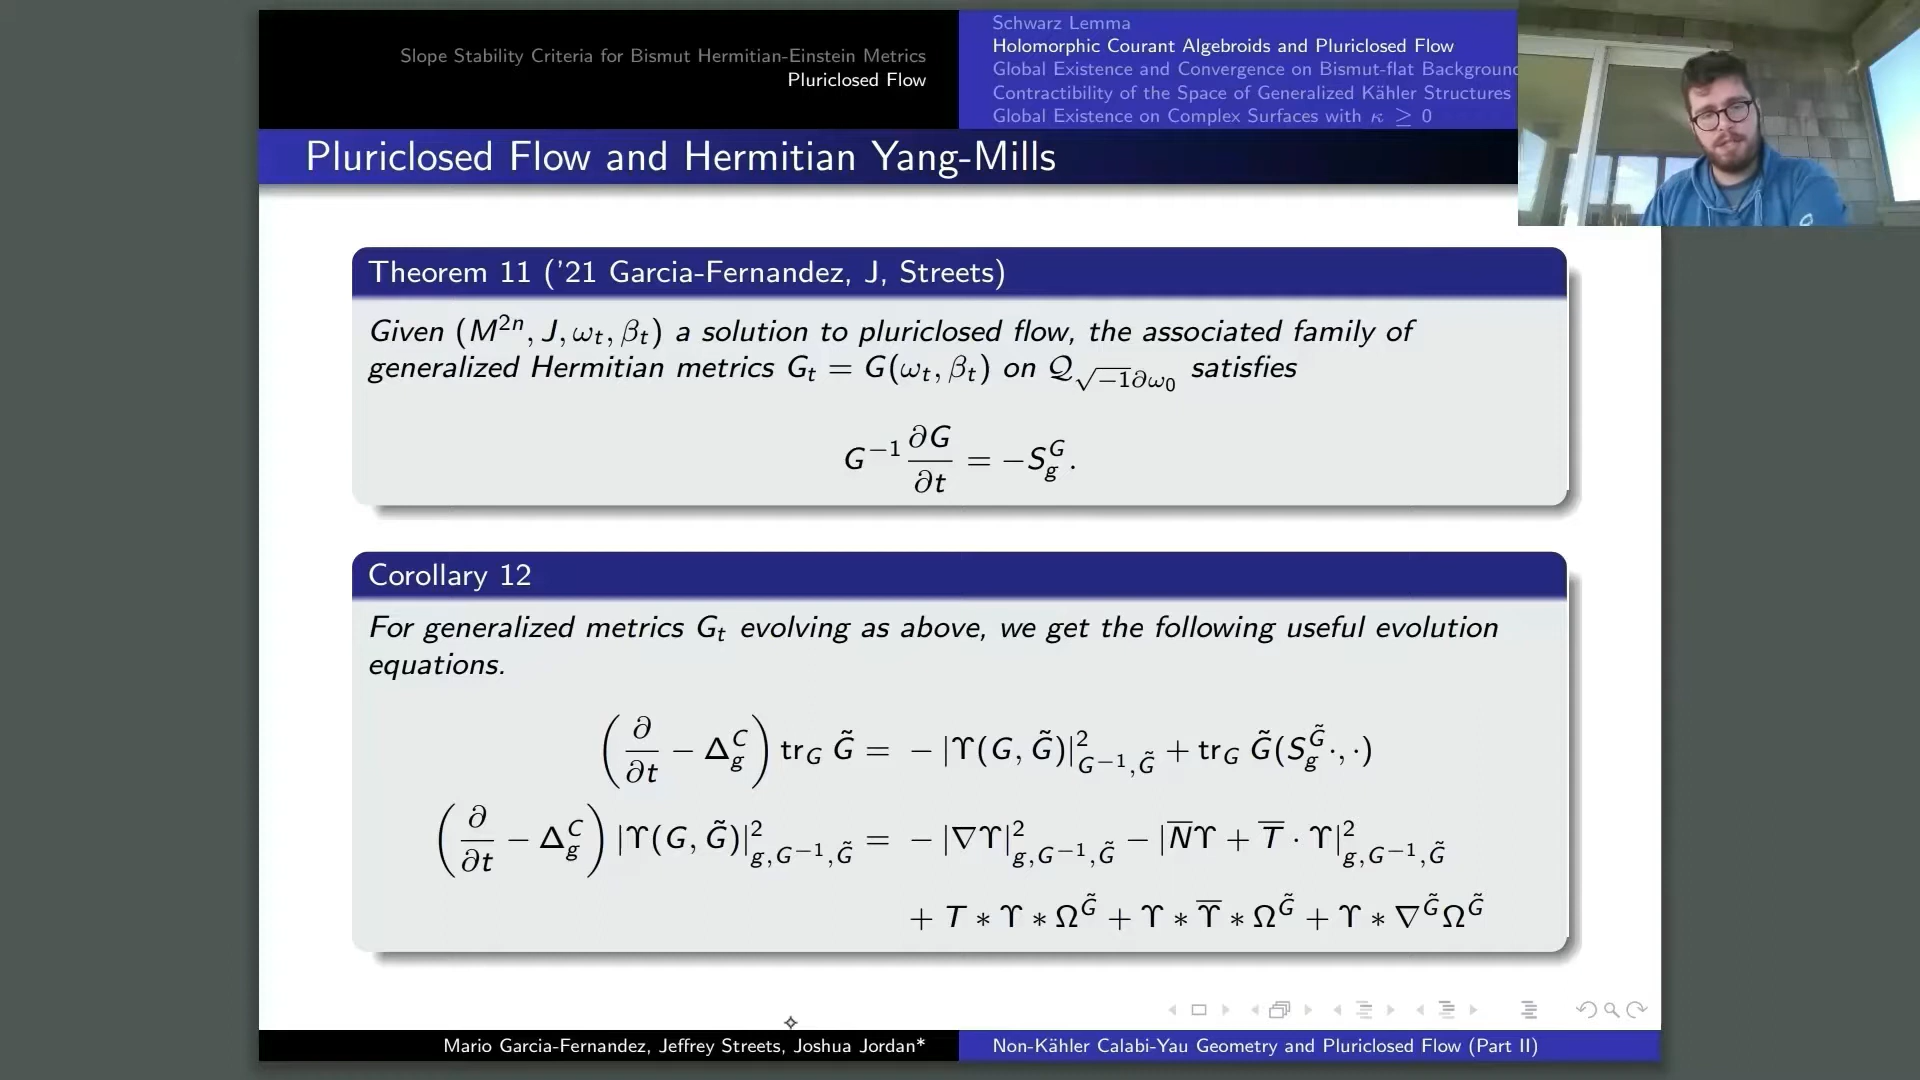 Slope Stability Criteria for Bismut Hermitian-Einstein Metrics
Pluriclosed Flow
Schwarz Lemma
Holomorphic Courant Algebroids and Pluriclosed Flow
Global Existence and Convergence on Bismut-flat Background
Contractibility of the Space of Generalized Kähler Structures
Global Existence on Complex Surfaces with κ ≥ 0
Pluriclosed Flow and Hermitian Yang-Mills
Theorem 11 ('21 Garcia-Fernandez, J, Streets)
Given (M^{2n}, J, ω_t, β_t) a solution to pluriclosed flow, the associated family of
generalized Hermitian metrics G_t = G(ω_t, β_t) on Q_{√−1∂ω_0} satisfies
G^{−1} ∂G/∂t = −S_g^G.
Corollary 12
For generalized metrics G_t evolving as above, we get the following useful evolution
equations.
(∂/∂t − Δ_g^C) tr_G G̃ = − |ϒ(G, G̃)|²_{G^{−1},G̃} + tr_G G̃(S_g^{G̃}·, ·)
(∂/∂t − Δ_g^C) |ϒ(G, G̃)|²_{g,G^{−1},G̃} = − |∇ϒ|²_{g,G^{−1},G̃} − |N̅ϒ + T̅ · ϒ|²_{g,G^{−1},G̃}
+ T ∗ ϒ ∗ Ω^{G̃} + ϒ ∗ ϒ̅ ∗ Ω^{G̃} + ϒ ∗ ∇^{G̃}Ω^{G̃}
Mario Garcia-Fernandez, Jeffrey Streets, Joshua Jordan*
Non-Kähler Calabi-Yau Geometry and Pluriclosed Flow (Part II)